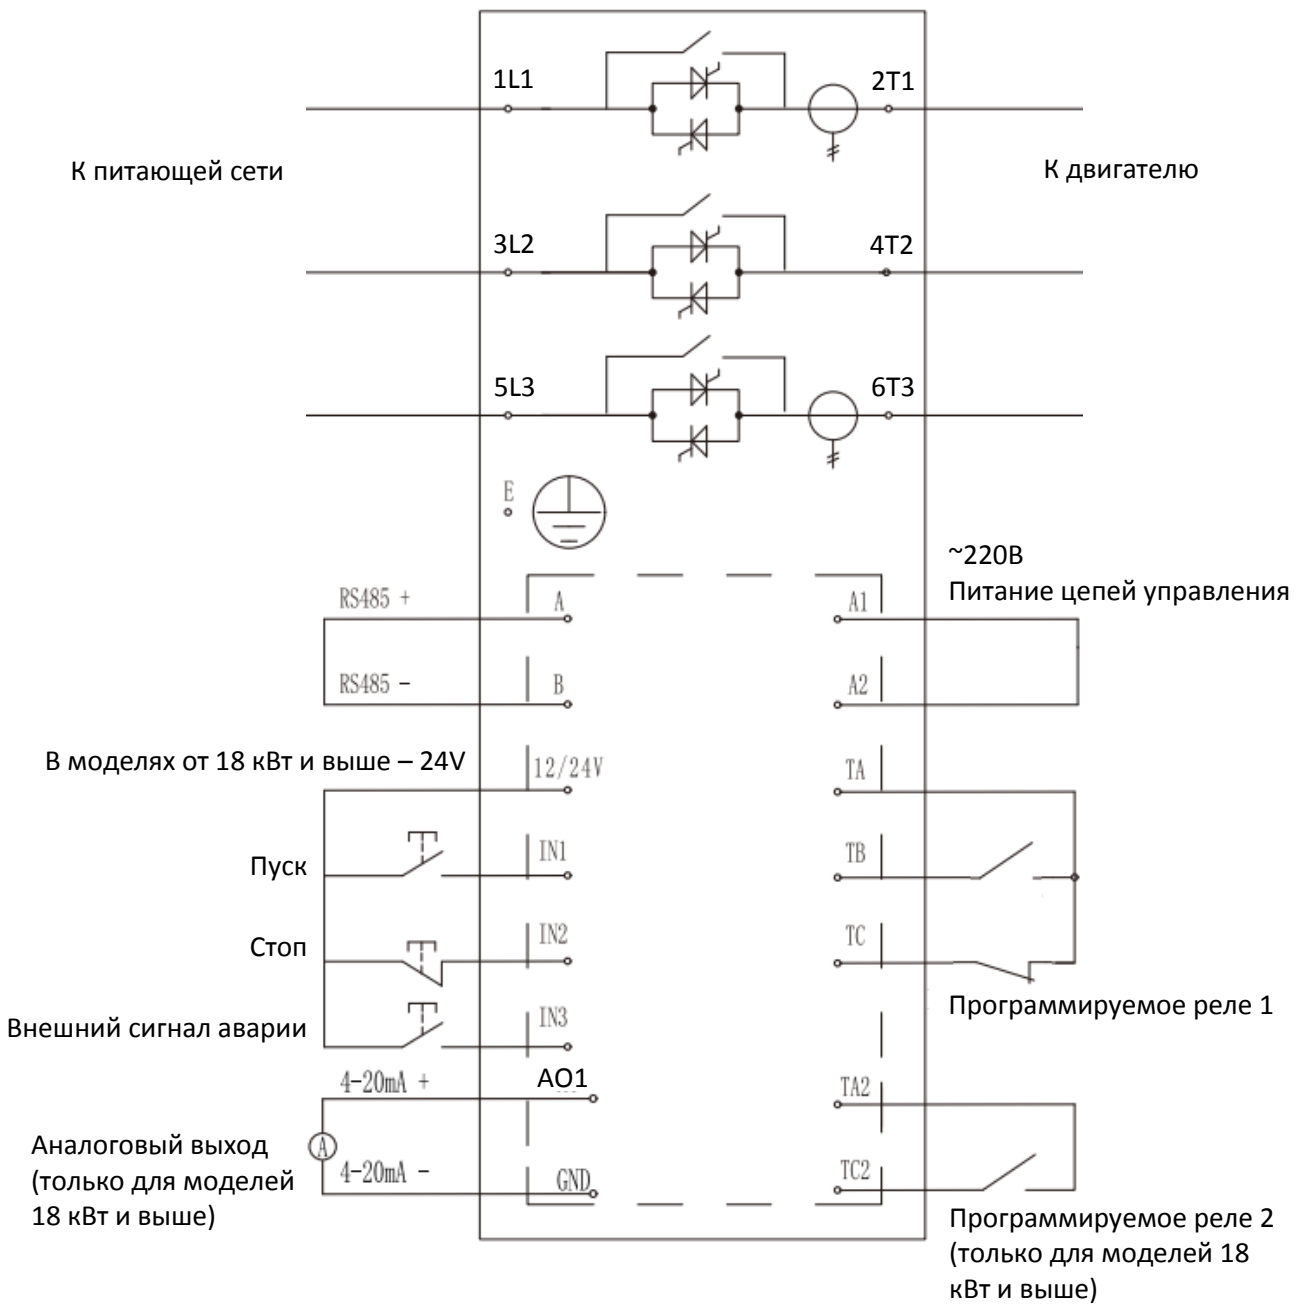 1L1
2T1
К питающей сети
К двигателю
3L2
4T2
5L3
6T3
E
~220В
Питание цепей управления
RS485 +
A
A1
RS485 -
B
A2
В моделях от 18 кВт и выше – 24V
12/24V
TA
Пуск
IN1
TB
Стоп
IN2
TC
Программируемое реле 1
Внешний сигнал аварии
IN3
4-20mA +
AO1
TA2
Аналоговый выход
(только для моделей
18 кВт и выше)
A
4-20mA -
GND
TC2
Программируемое реле 2
(только для моделей 18
кВт и выше)